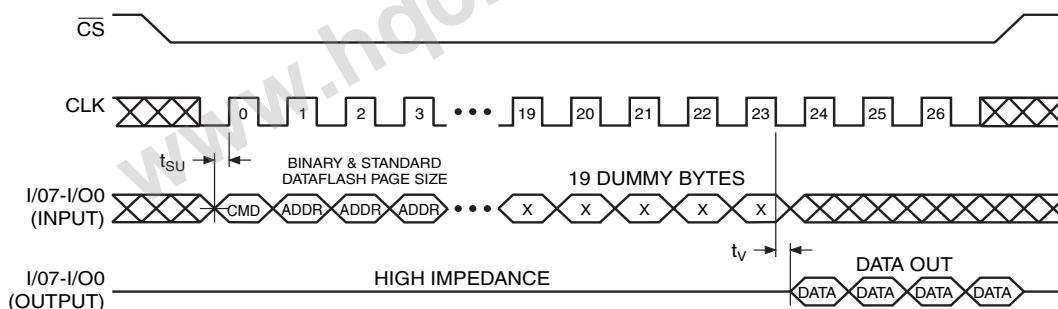 CS
www.hqo
CLK
0 1 2 3 ••• 19 20 21 22 23 24 25 26
tSU
BINARY & STANDARD
DATAFLASH PAGE SIZE
19 DUMMY BYTES
I/07-I/O0
(INPUT)
CMD ADDR ADDR ADDR ••• X X X X X
tV
DATA OUT
I/07-I/O0
(OUTPUT)
HIGH IMPEDANCE
DATA DATA DATA DATA